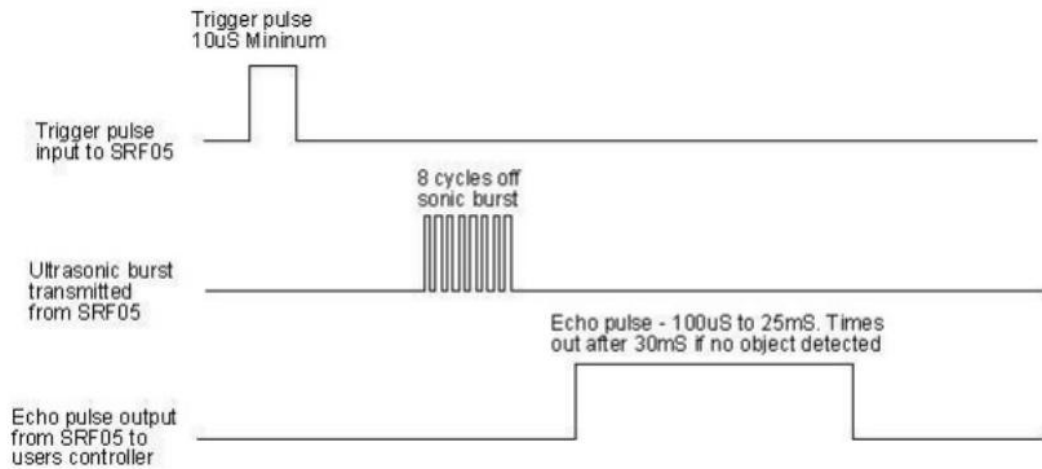 Trigger pulse
10uS Mininum
Trigger pulse
input to SRF05
8 cycles off
sonic burst
Ultrasonic burst
transmitted
from SRF05
Echo pulse - 100uS to 25mS. Times
out after 30mS if no object detected
Echo pulse output
from SRF05 to
users controller